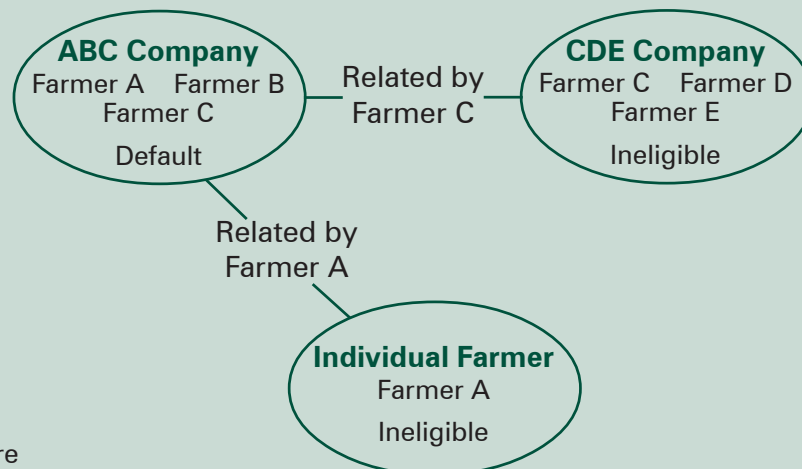 ABC Company
Farmer A Farmer B
Farmer C
Default
Related by
Farmer C
CDE Company
Farmer C Farmer D
Farmer E
Ineligible
Related by
Farmer A
Individual Farmer
Farmer A
Ineligible
re